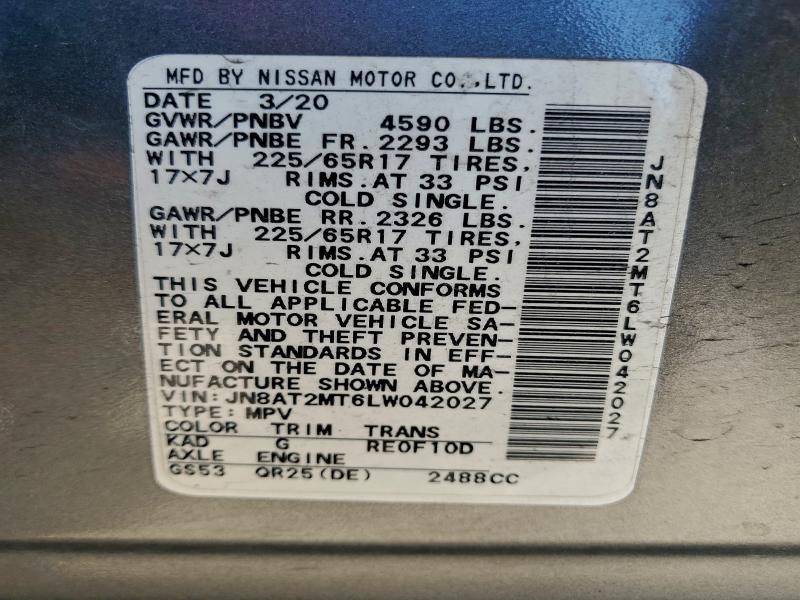 MFD BY NISSAN MOTOR CO.,LTD.
DATE 3/20
GVWR/PNBV 4590 LBS.
GAWR/PNBE FR. 2293 LBS.
WITH 225/65R17 TIRES,
17×7J RIMS.AT 33 PSI
COLD SINGLE.
GAWR/PNBE RR. 2326 LBS.
WITH 225/65R17 TIRES,
17×7J RIMS.AT 33 PSI
COLD SINGLE.
THIS VEHICLE CONFORMS
TO ALL APPLICABLE FED-
ERAL MOTOR VEHICLE SA-
FETY AND THEFT PREVEN-
TION STANDARDS IN EFF-
ECT ON THE DATE OF MA-
NUFACTURE SHOWN ABOVE.
VIN: JN8AT2MT6LW042027
TYPE: MPV
COLOR TRIM TRANS
KAD G RE0F10D
AXLE ENGINE
GS53 QR25(DE) 2488CC
JN8AT2MT6LW042027